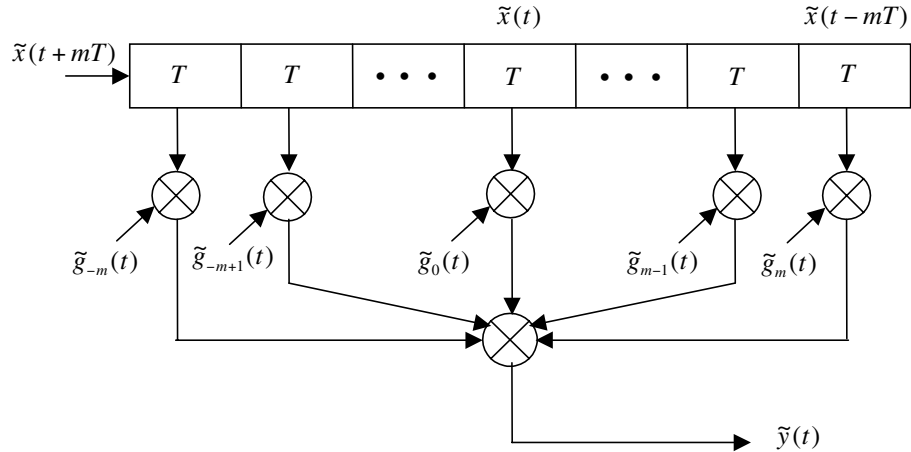 x̃(t) x̃(t − mT)
x̃(t + mT)
T T • • • T • • • T T
g̃₋ₘ(t) g̃₋ₘ₊₁(t) g̃₀(t) g̃ₘ₋₁(t) g̃ₘ(t)
ỹ(t)